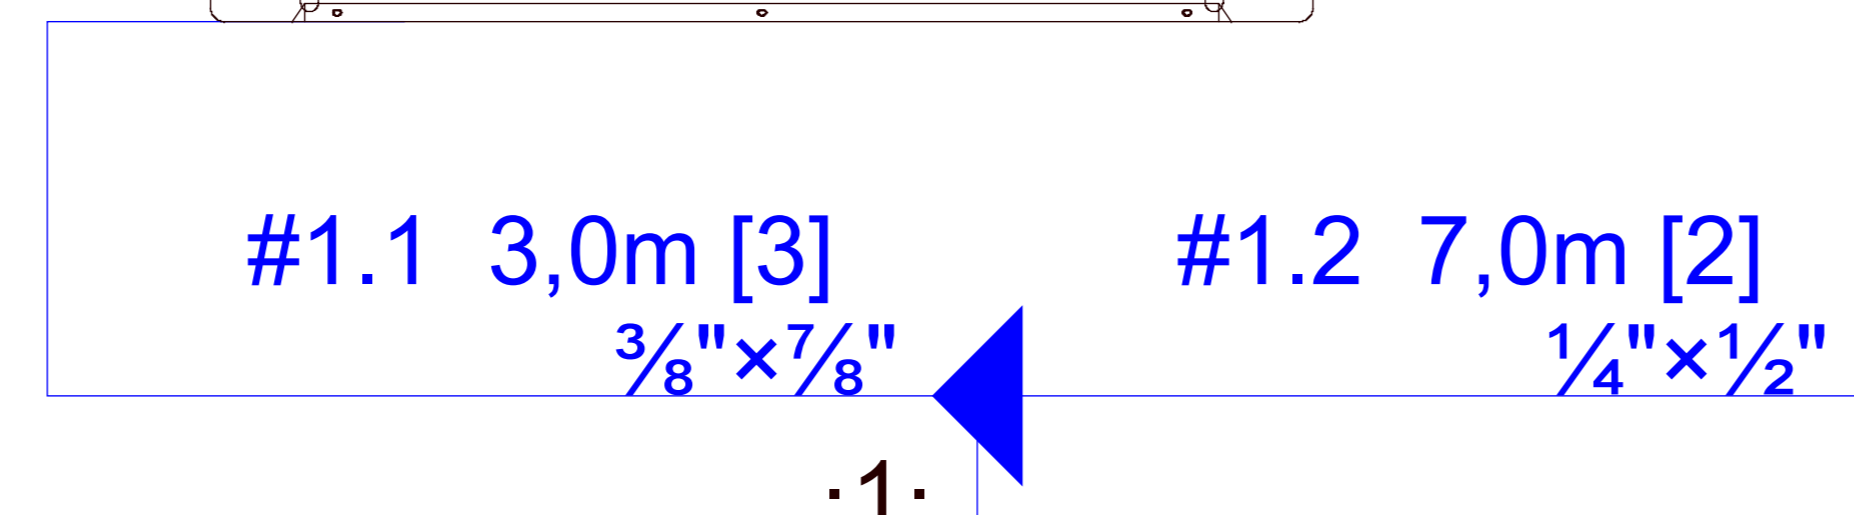 #1.1 3,0m [3]
⅜"×⅞"
#1.2 7,0m [2]
¼"×½"
·1·